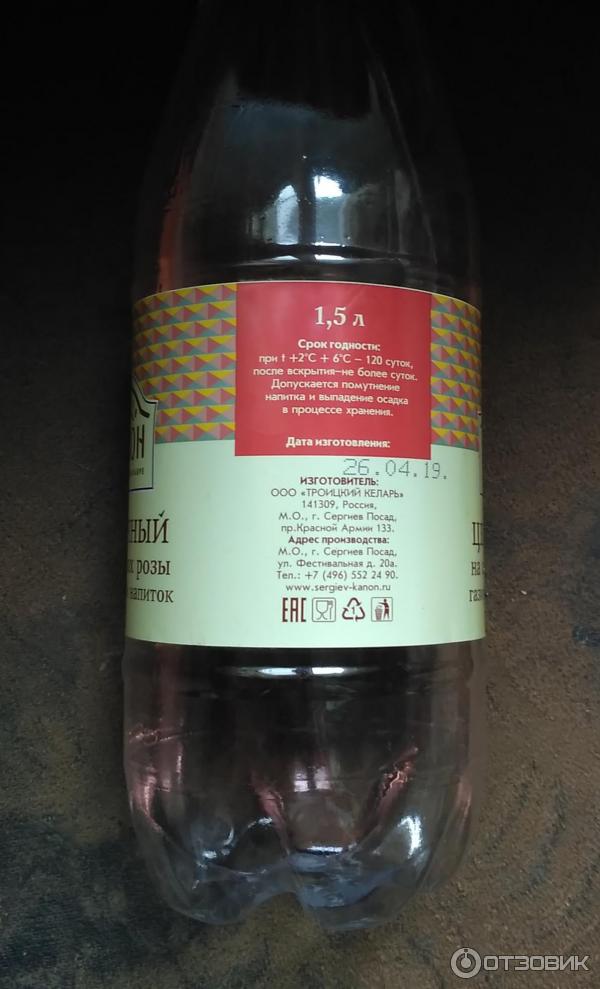 1,5 л
Срок годности:
при t +2°C + 6°C – 120 суток,
после вскрытия–не более суток.
Допускается помутнение
напитка и выпадение осадка
в процессе хранения.
Дата изготовления:
26.04.19.
ИЗГОТОВИТЕЛЬ:
ООО «ТРОИЦКИЙ КЕЛАРЬ»
141309, Россия,
М.О., г. Сергиев Посад,
пр.Красной Армии 133.
Адрес производства:
М.О., г. Сергиев Посад,
ул. Фестивальная д. 20а.
Тел.: +7 (496) 552 24 90.
www.sergiev-kanon.ru
EAC
1
розы
напиток
ОТЗОВИК